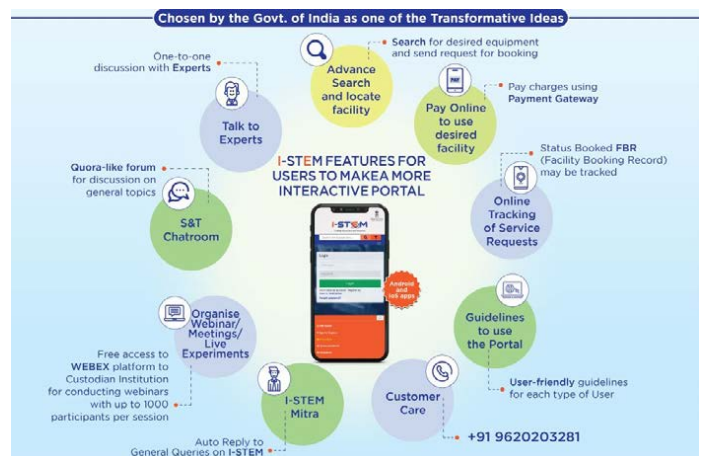 Chosen by the Govt. of India as one of the Transformative Ideas
Search for desired equipment
and send request for booking
Advance
Search
and locate
facility
Pay charges using
Payment Gateway
PAY
Pay Online
to use
desired
facility
Status Booked FBR
(Facility Booking Record)
may be tracked
Online
Tracking
of Service
Requests
Guidelines
to use
the Portal
User-friendly guidelines
for each type of User
Customer
Care
+91 9620203281
I-STEM
Mitra
Auto Reply to
General Queries on I-STEM
Organise
Webinar/
Meetings/
Live
Experiments
Free access to
WEBEX platform to
Custodian Institution
for conducting webinars
with up to 1000
participants per session
S&T
Chatroom
Quora-like forum
for discussion on
general topics
Talk to
Experts
One-to-one
discussion with Experts
I-STEM FEATURES FOR
USERS TO MAKEA MORE
INTERACTIVE PORTAL
I-STEM
Login
Android
and
ios apps